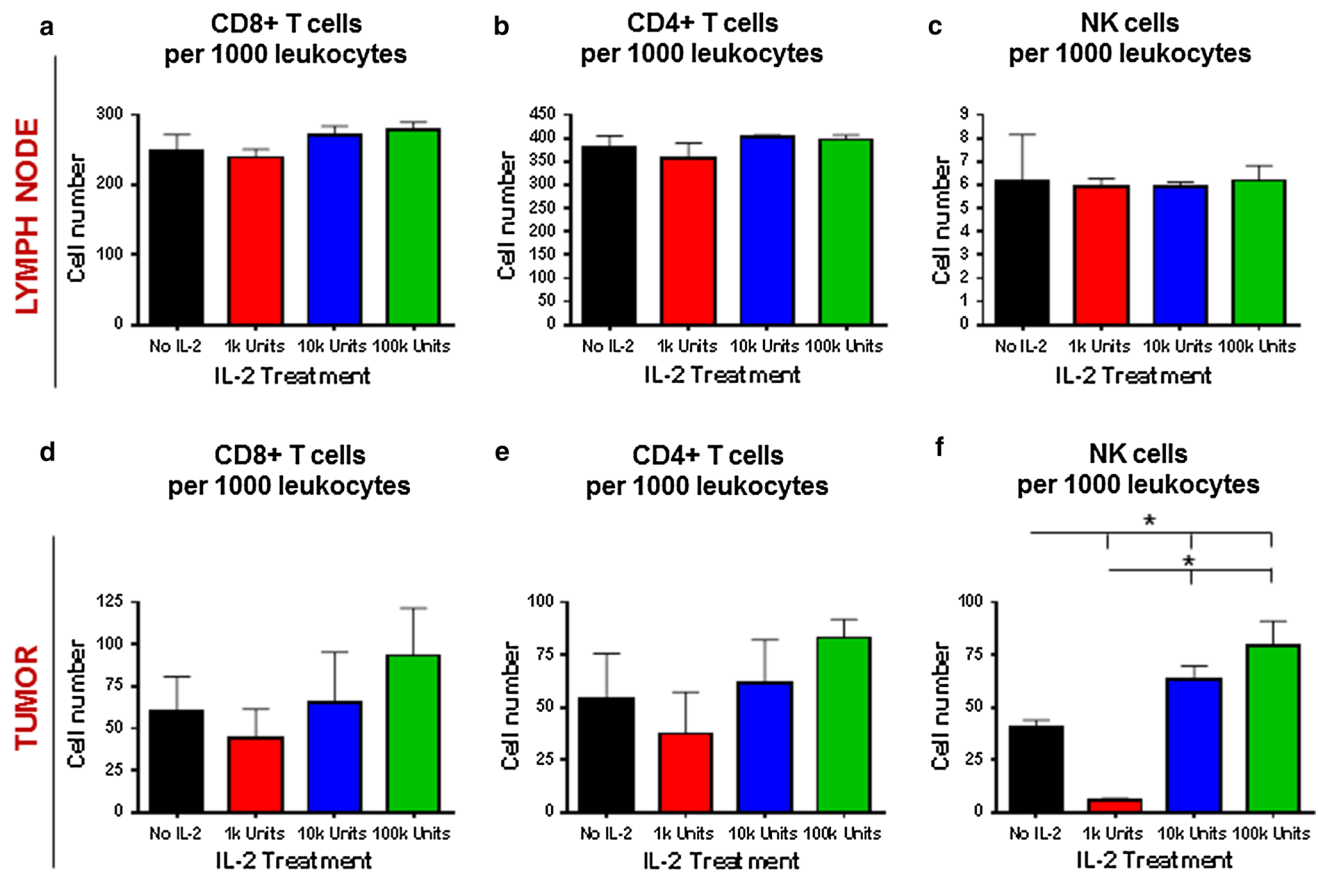 a
CD8+ T cells
per 1000 leukocytes
b
CD4+ T cells
per 1000 leukocytes
c
NK cells
per 1000 leukocytes
LYMPH NODE
Cell number
300
200
100
0
No IL-2 1k Units 10k Units 100k Units
IL-2 Treatment
Cell number
450
400
350
300
250
200
150
100
50
0
No IL-2 1k Units 10k Units 100k Units
IL-2 Treatment
Cell number
9
8
7
6
5
4
3
2
1
0
No IL-2 1k Units 10k Units 100k Units
IL-2 Treatment
d
CD8+ T cells
per 1000 leukocytes
e
CD4+ T cells
per 1000 leukocytes
f
NK cells
per 1000 leukocytes
TUMOR
Cell number
125
100
75
50
25
0
No IL-2 1k Units 10k Units 100k Units
IL-2 Treatment
Cell number
100
75
50
25
0
No IL-2 1k Units 10k Units 100k Units
IL-2 Treatment
*
*
Cell number
100
75
50
25
0
No IL-2 1k Units 10k Units 100k Units
IL-2 Treatment